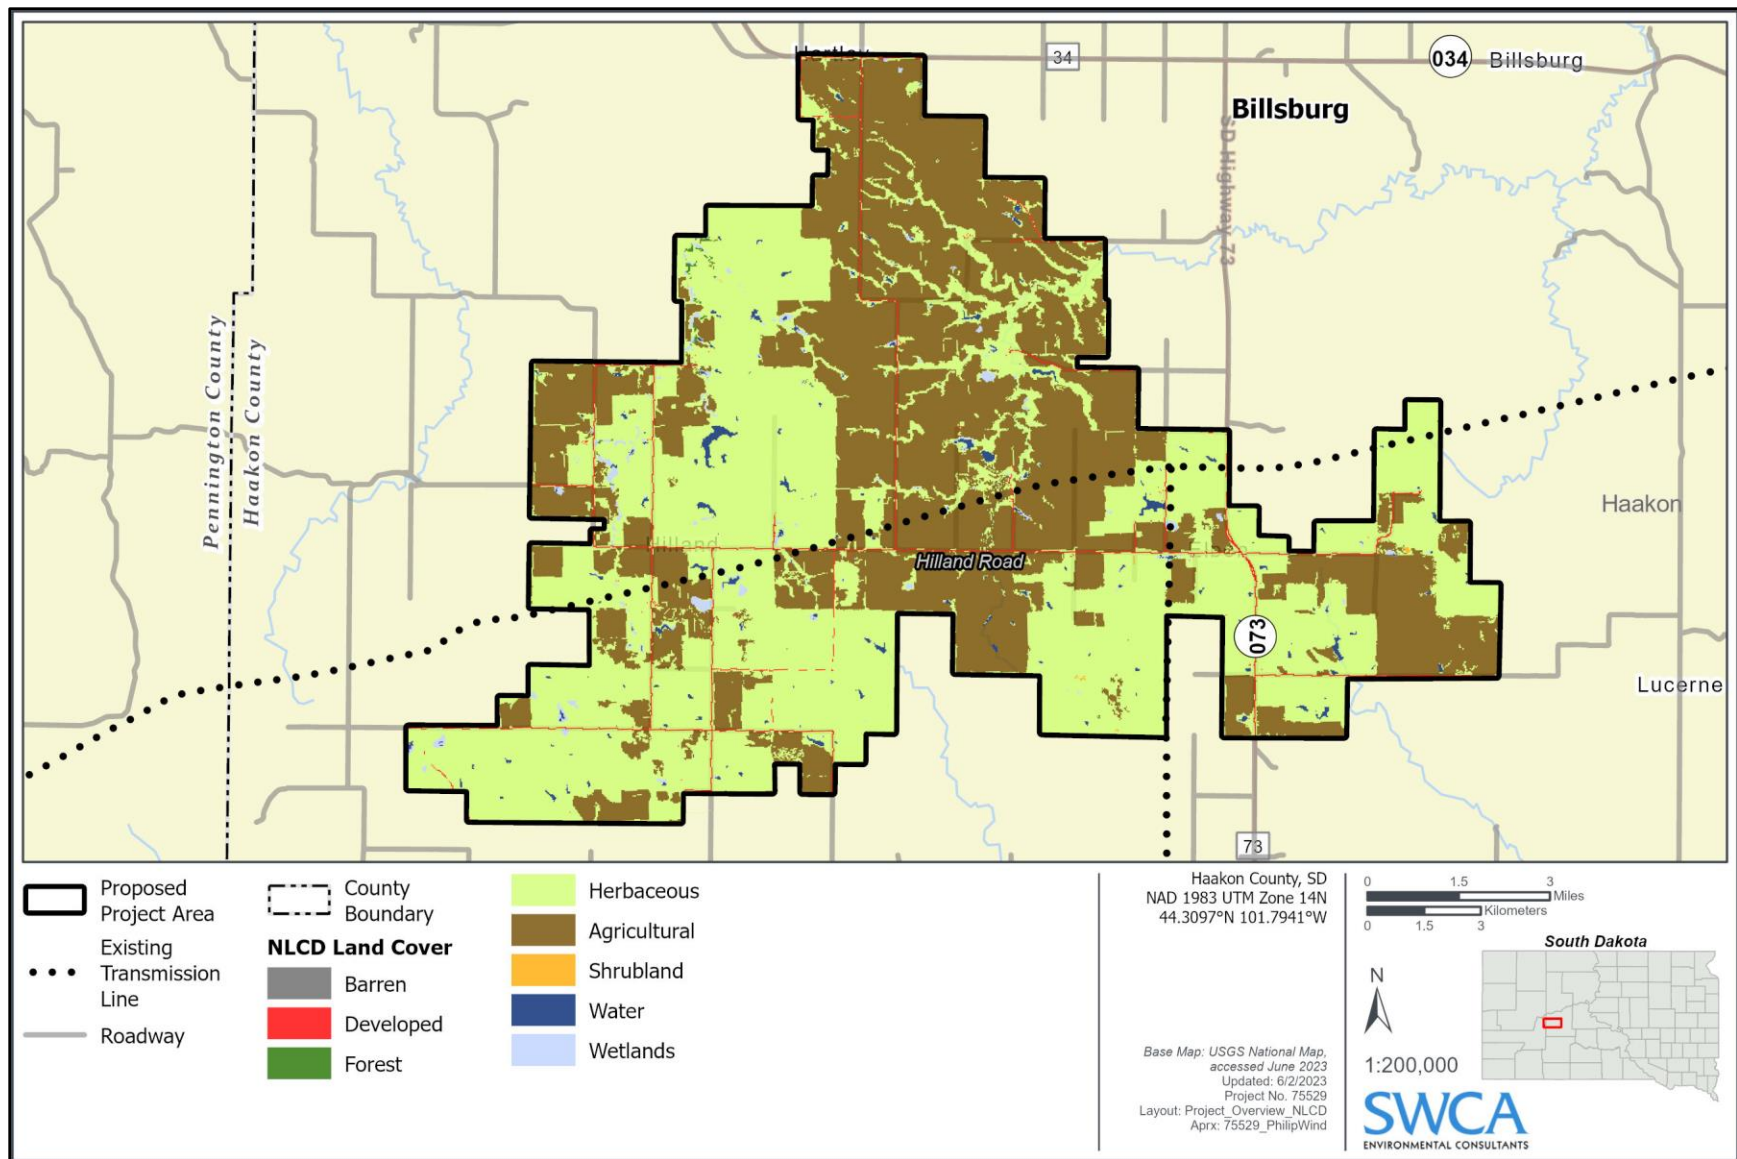 Hartley
34
034
Billsburg
Billsburg
SD Highway 73
Pennington County
Haakon County
Haakon
Hilland
Elbon
Hilland Road
073
Lucerne
73
Proposed
Project Area
Existing
Transmission
Line
Roadway
County
Boundary
NLCD Land Cover
Barren
Developed
Forest
Herbaceous
Agricultural
Shrubland
Water
Wetlands
Haakon County, SD
NAD 1983 UTM Zone 14N
44.3097°N 101.7941°W
Base Map: USGS National Map,
accessed June 2023
Updated: 6/2/2023
Project No. 75529
Layout: Project_Overview_NLCD
Aprx: 75529_PhilipWind
0 1.5 3
Miles
Kilometers
0 1.5 3
South Dakota
N
1:200,000
SWCA
ENVIRONMENTAL CONSULTANTS